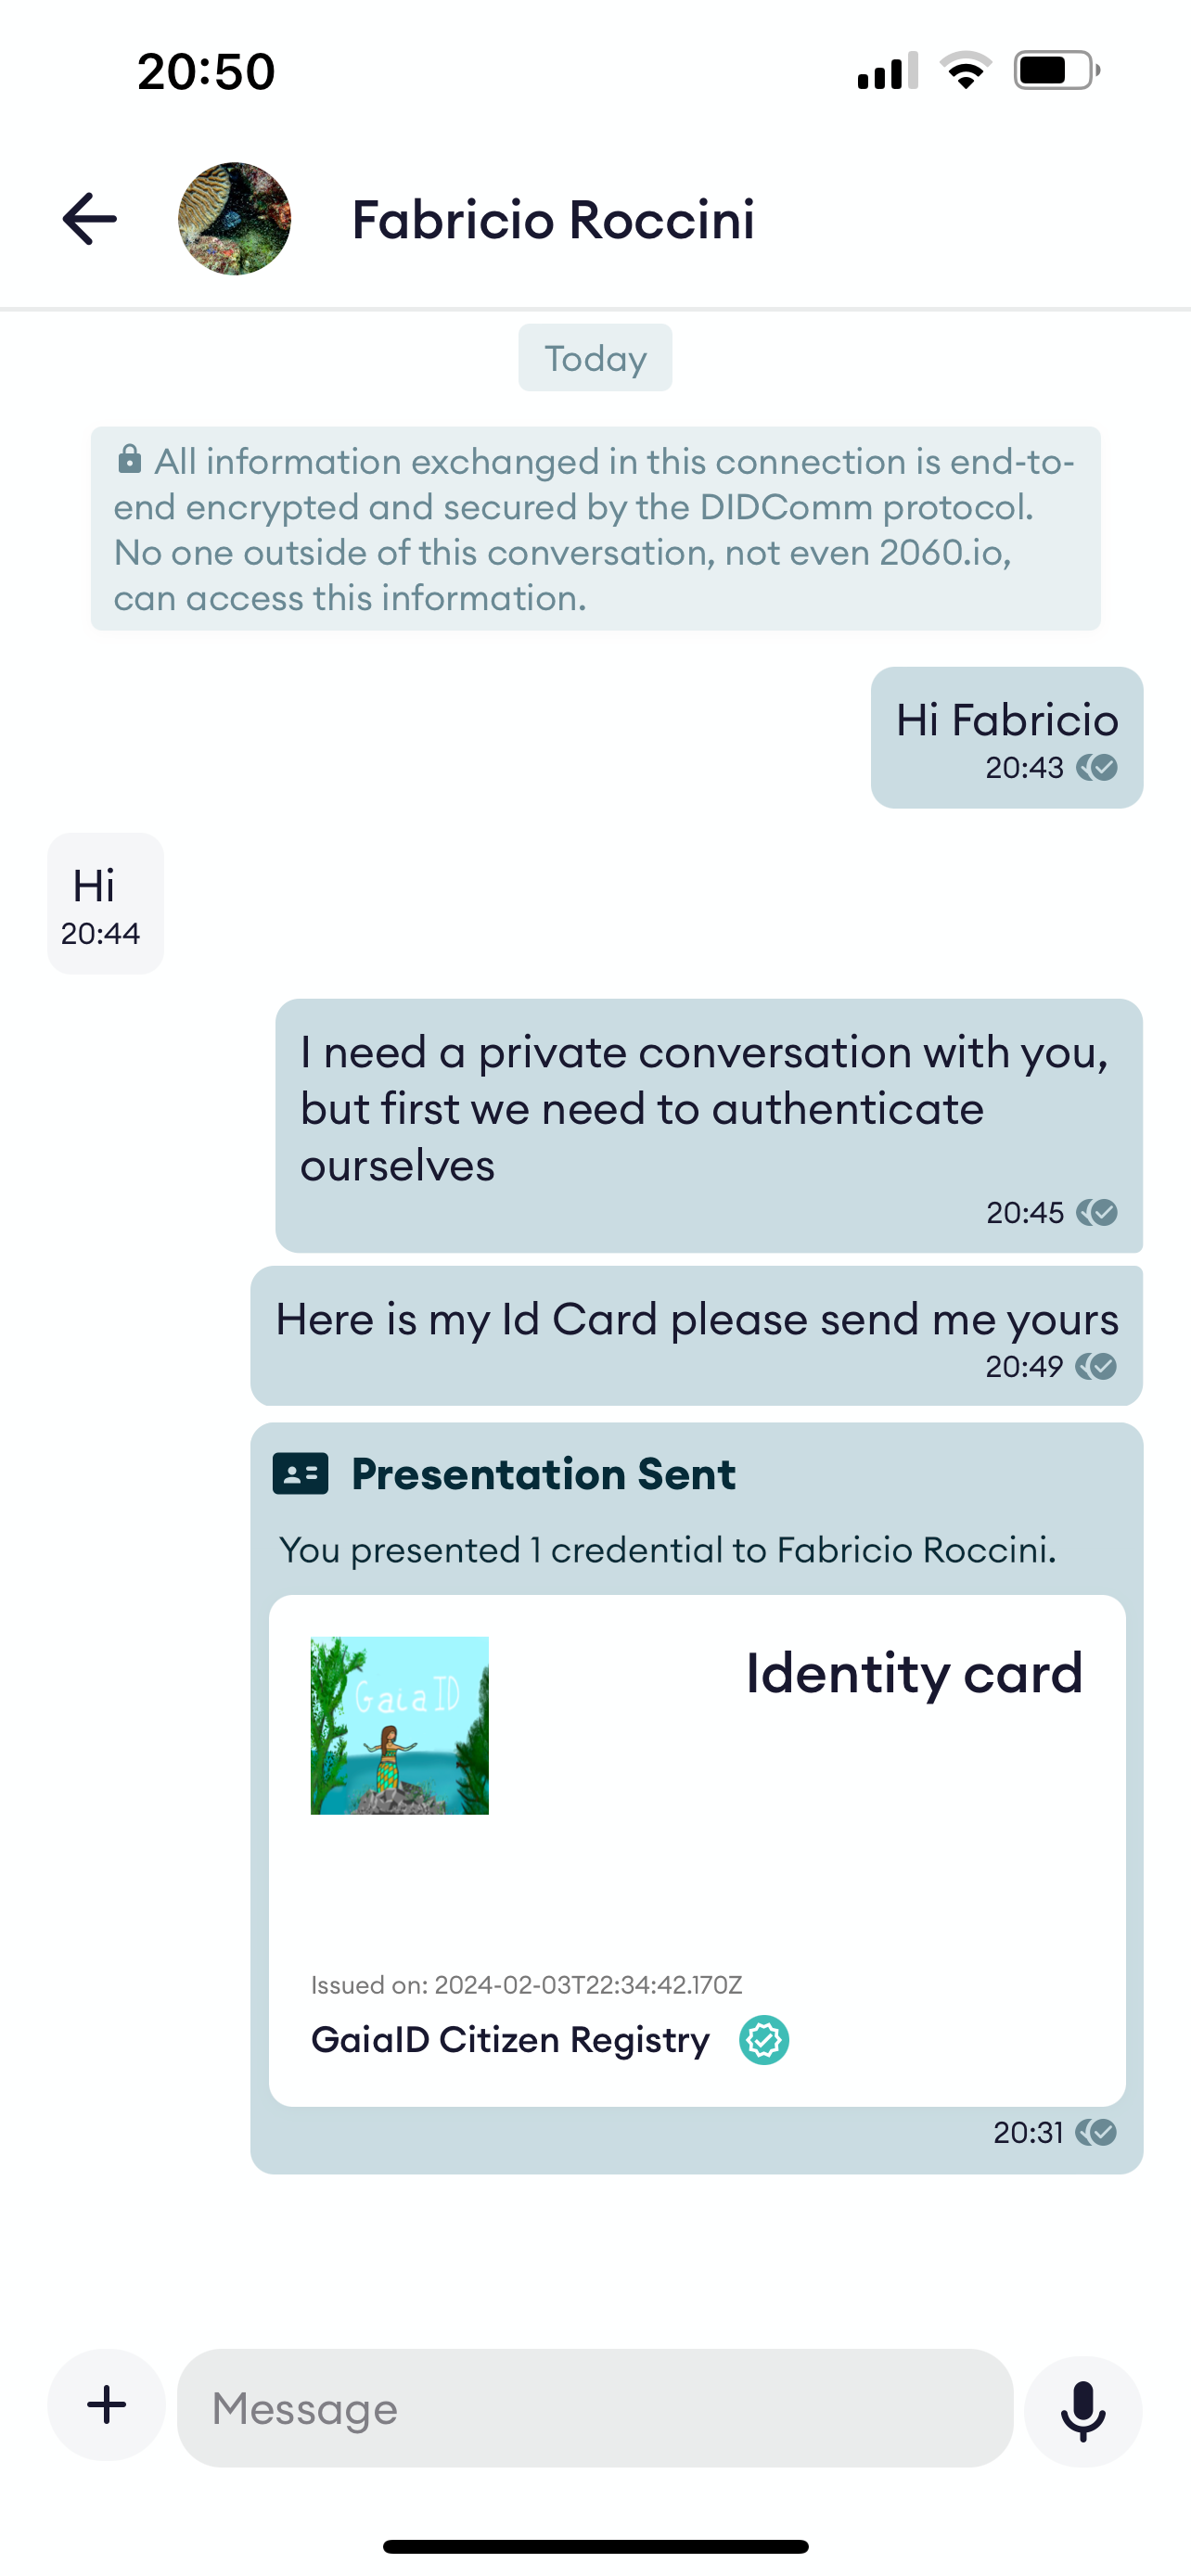 20:50
Fabricio Roccini
Today
All information exchanged in this connection is end-to-
end encrypted and secured by the DIDComm protocol.
No one outside of this conversation, not even 2060.io,
can access this information.
Hi Fabricio
20:43
Hi
20:44
I need a private conversation with you,
but first we need to authenticate
ourselves
20:45
Here is my Id Card please send me yours
20:49
Presentation Sent
You presented 1 credential to Fabricio Roccini.
Gaia ID
Identity card
Issued on: 2024-02-03T22:34:42.170Z
GaiaID Citizen Registry
20:31
Message